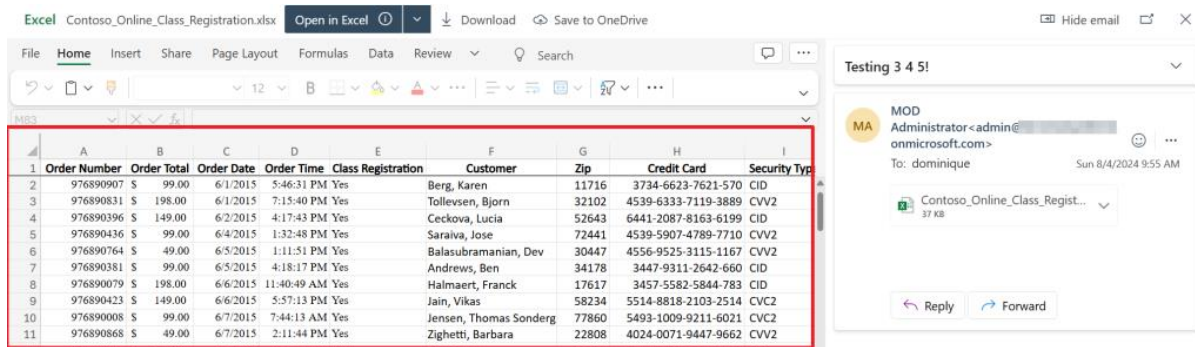 Excel Contoso_Online_Class_Registration.xlsx Open in Excel Download Save to OneDrive Hide email
File Home Insert Share Page Layout Formulas Data Review Search
12 B
M83 fx
A B C D E F G H I
1 Order Number Order Total Order Date Order Time Class Registration Customer Zip Credit Card Security Typ
2 976890907 $ 99.00 6/1/2015 5:46:31 PM Yes Berg, Karen 11716 3734-6623-7621-570 CID
3 976890831 $ 198.00 6/1/2015 7:15:40 PM Yes Tollevsen, Bjorn 32102 4539-6333-7119-3889 CVV2
4 976890396 $ 149.00 6/2/2015 4:17:43 PM Yes Ceckova, Lucia 52643 6441-2087-8163-6199 CID
5 976890436 $ 99.00 6/4/2015 1:32:48 PM Yes Saraiva, Jose 72441 4539-5907-4789-7710 CVV2
6 976890764 $ 49.00 6/5/2015 1:11:51 PM Yes Balasubramanian, Dev 30447 4556-9525-3115-1167 CVV2
7 976890381 $ 99.00 6/5/2015 4:18:17 PM Yes Andrews, Ben 34178 3447-9311-2642-660 CID
8 976890079 $ 198.00 6/6/2015 11:40:49 AM Yes Halmaert, Franck 17617 3457-5582-5844-783 CID
9 976890423 $ 149.00 6/6/2015 5:57:13 PM Yes Jain, Vikas 58234 5514-8818-2103-2514 CVC2
10 976890008 $ 99.00 6/7/2015 7:44:13 AM Yes Jensen, Thomas Sonderg 77860 5493-1009-9211-6021 CVC2
11 976890868 $ 49.00 6/7/2015 2:11:44 PM Yes Zighetti, Barbara 22808 4024-0071-9447-9662 CVV2
Testing 3 4 5!
MA
MOD
Administrator<admin@
onmicrosoft.com>
To: dominique Sun 8/4/2024 9:55 AM
Contoso_Online_Class_Regist...
37 KB
Reply Forward